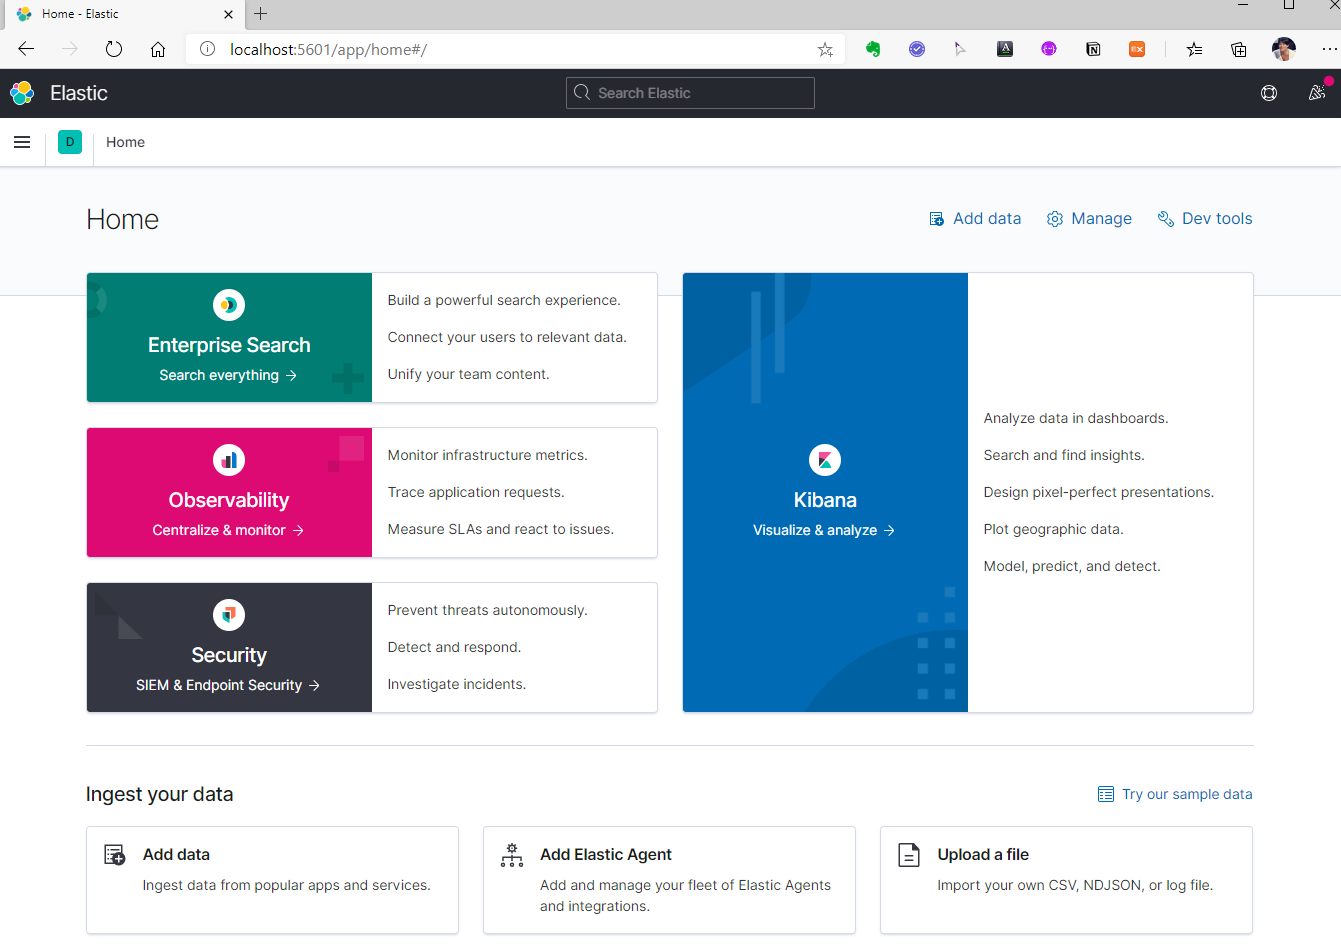 Home - Elastic
localhost:5601/app/home#/
A
N
EX
Elastic
Search Elastic
D
Home
Home
Add data
Manage
Dev tools
Enterprise Search
Search everything →
Build a powerful search experience.
Connect your users to relevant data.
Unify your team content.
Observability
Centralize & monitor →
Monitor infrastructure metrics.
Trace application requests.
Measure SLAs and react to issues.
Security
SIEM & Endpoint Security →
Prevent threats autonomously.
Detect and respond.
Investigate incidents.
Kibana
Visualize & analyze →
Analyze data in dashboards.
Search and find insights.
Design pixel-perfect presentations.
Plot geographic data.
Model, predict, and detect.
Ingest your data
Try our sample data
Add data
Ingest data from popular apps and services.
Add Elastic Agent
Add and manage your fleet of Elastic Agents
and integrations.
Upload a file
Import your own CSV, NDJSON, or log file.